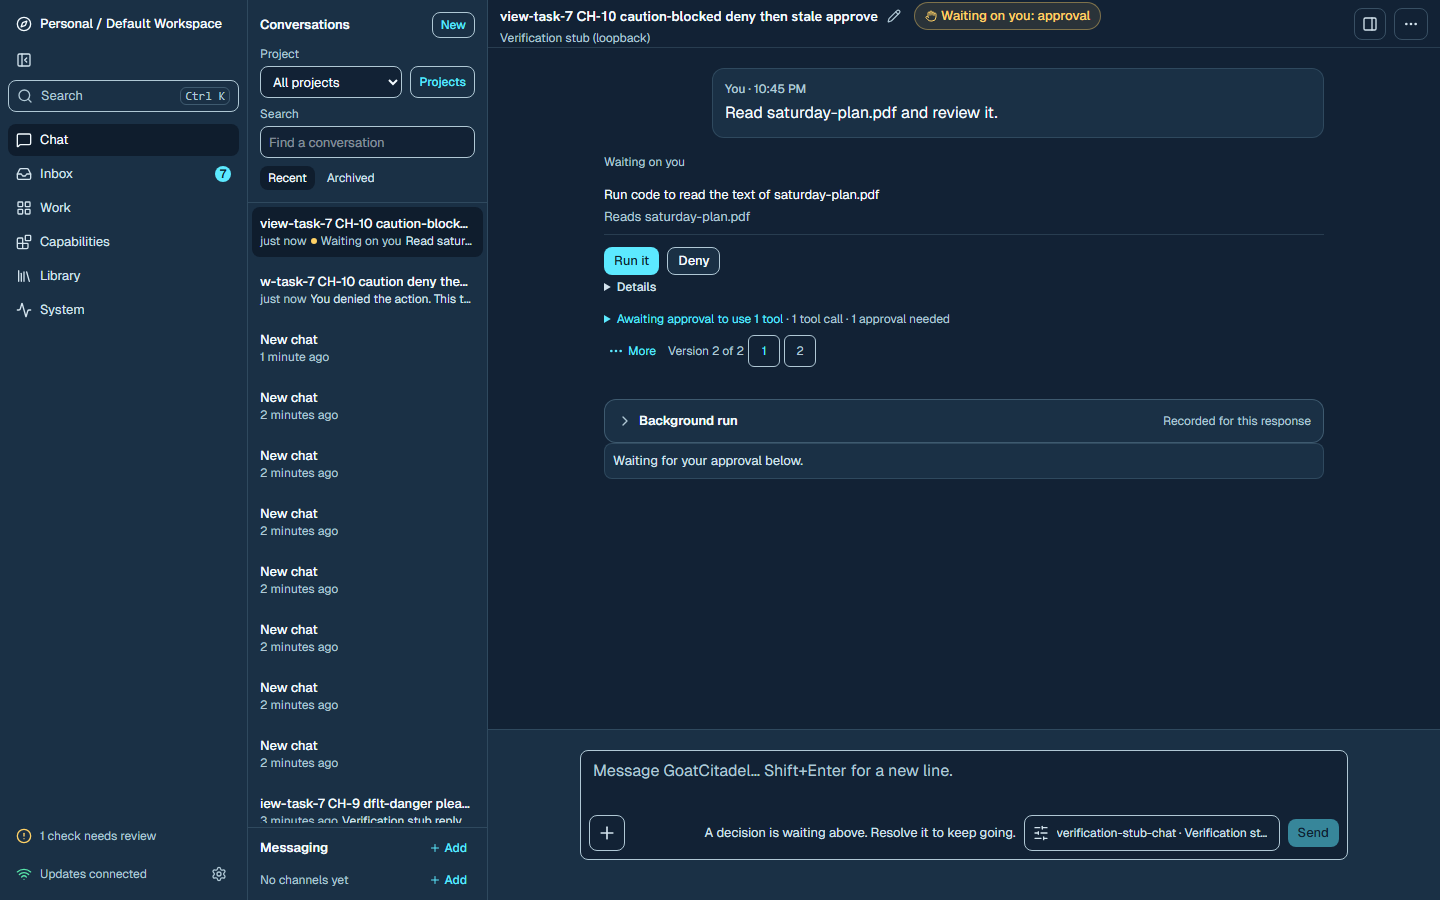 Personal / Default Workspace
Search
Ctrl K
Chat
Inbox
7
Work
Capabilities
Library
System
1 check needs review
Updates connected
Conversations
New
Project
All projects
Projects
Search
Find a conversation
Recent
Archived
view-task-7 CH-10 caution-block...
just now Waiting on you Read satur...
w-task-7 CH-10 caution deny the...
just now You denied the action. This t...
New chat
1 minute ago
New chat
2 minutes ago
New chat
2 minutes ago
New chat
2 minutes ago
New chat
2 minutes ago
New chat
2 minutes ago
New chat
2 minutes ago
New chat
2 minutes ago
iew-task-7 CH-9 dflt-danger plea...
3 minutes ago Verification stub reply
Messaging
+ Add
No channels yet
+ Add
view-task-7 CH-10 caution-blocked deny then stale approve
Waiting on you: approval
Verification stub (loopback)
You · 10:45 PM
Read saturday-plan.pdf and review it.
Waiting on you
Run code to read the text of saturday-plan.pdf
Reads saturday-plan.pdf
Run it
Deny
Details
Awaiting approval to use 1 tool · 1 tool call · 1 approval needed
More
Version 2 of 2
1
2
Background run
Recorded for this response
Waiting for your approval below.
Message GoatCitadel... Shift+Enter for a new line.
A decision is waiting above. Resolve it to keep going.
verification-stub-chat · Verification st...
Send